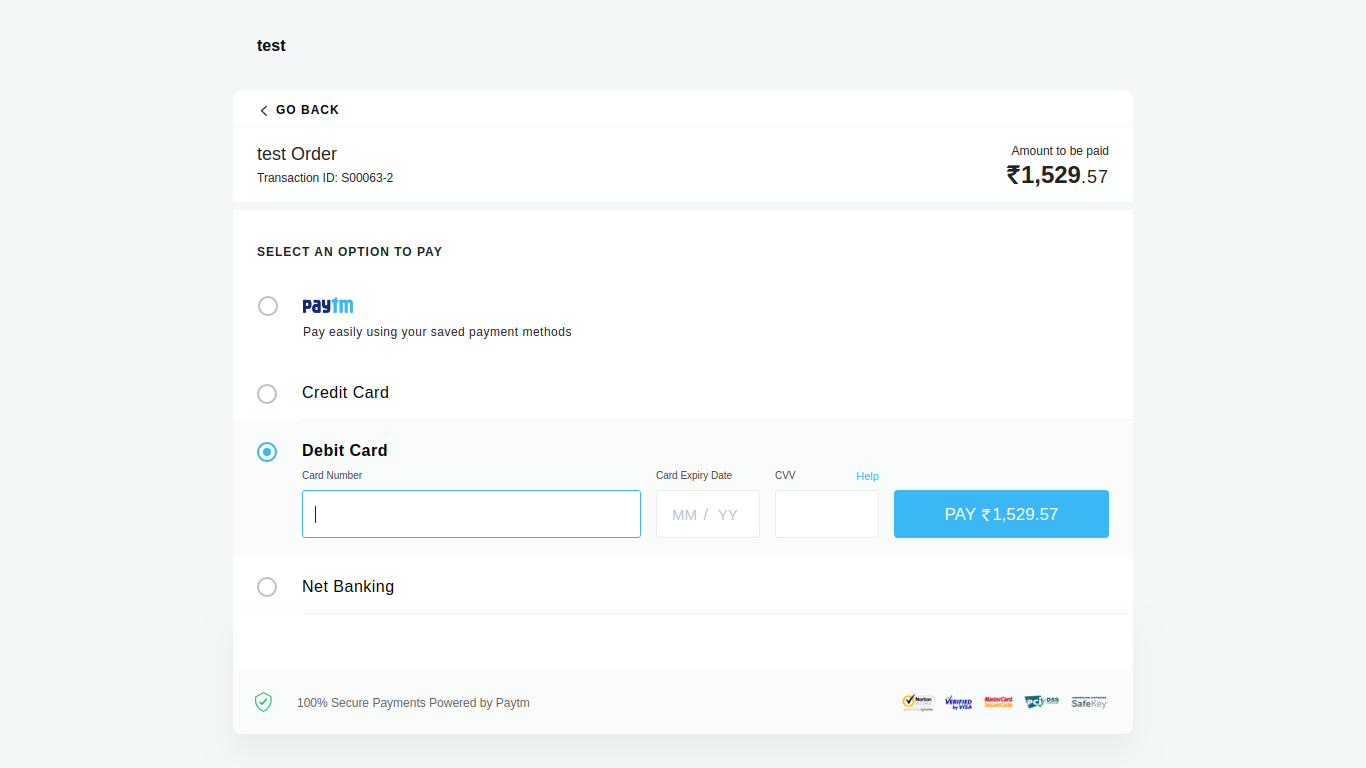 test
GO BACK
test Order
Transaction ID: S00063-2
Amount to be paid
₹1,529.57
SELECT AN OPTION TO PAY
paytm
Pay easily using your saved payment methods
Credit Card
Debit Card
Card Number
Card Expiry Date
CVV
Help
MM / YY
PAY ₹1,529.57
Net Banking
100% Secure Payments Powered by Paytm
Norton
VERIFIED by VISA
MasterCard SecureCode
PCI DSS
AMERICAN EXPRESS SafeKey